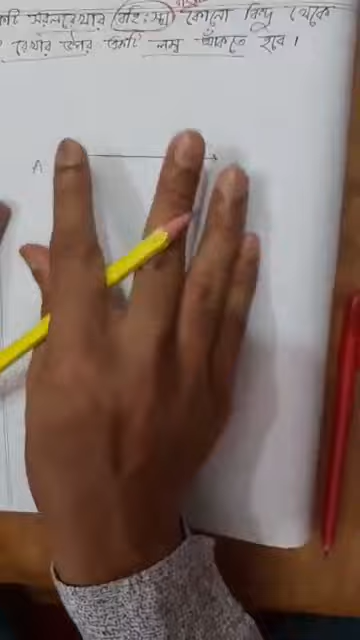 একটি সরলরেখার (বহিঃস্থ) কোনো বিন্দু থেকে
রেখার উপর একটি লম্ব আঁকতে হবে ।
A